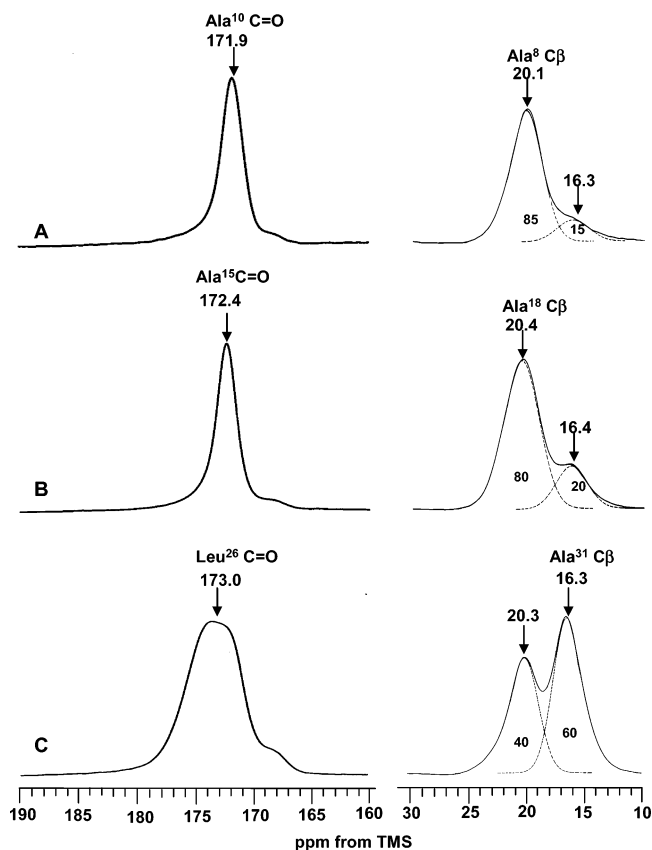 Ala¹⁰ C=O
171.9
Ala⁸ Cβ
20.1
16.3
85
15
A
Ala¹⁵C=O
172.4
Ala¹⁸ Cβ
20.4
16.4
80
20
B
Leu²⁶ C=O
173.0
Ala³¹ Cβ
16.3
20.3
40
60
C
190 180 170 160 30 20 10
185 175 165 25 15
ppm from TMS